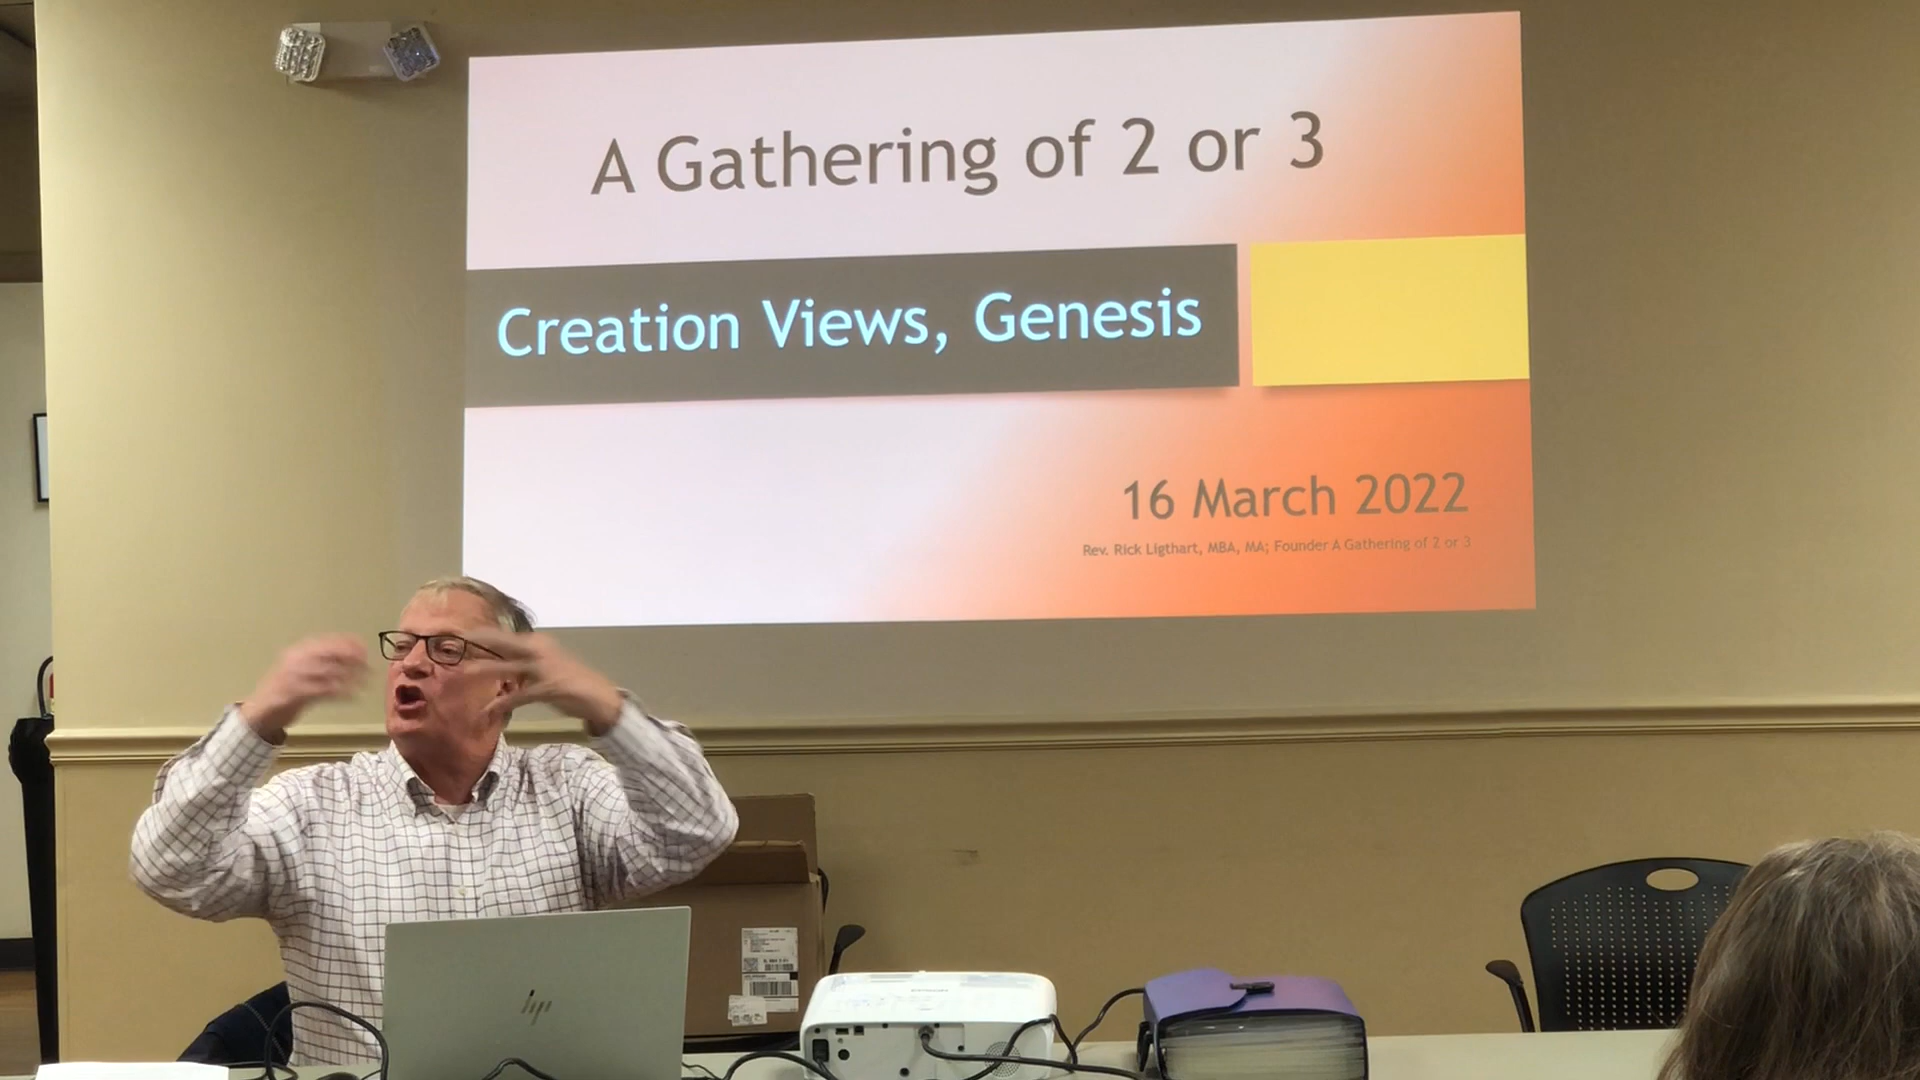 A Gathering of 2 or 3
Creation Views, Genesis
16 March 2022
Rev. Rick Ligthart, MBA, MA; Founder A Gathering of 2 or 3
hp